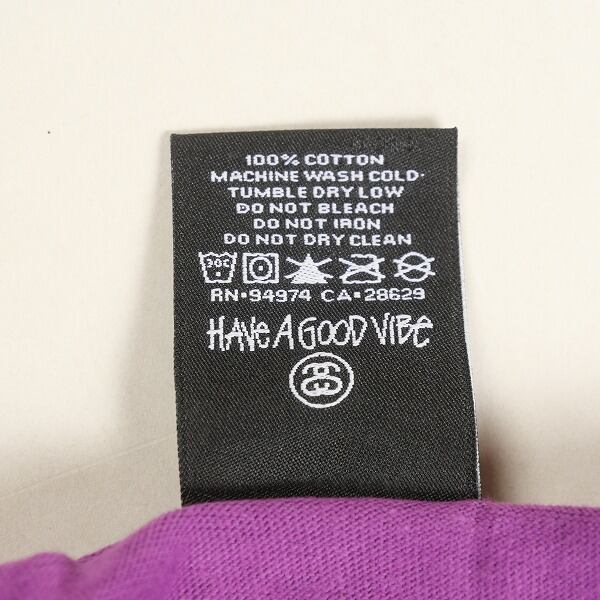 100% COTTON
MACHINE WASH COLD·
TUMBLE DRY LOW
DO NOT BLEACH
DO NOT IRON
DO NOT DRY CLEAN
30C
RN·94974 CA·28629
HAVE A GOOD VIBE